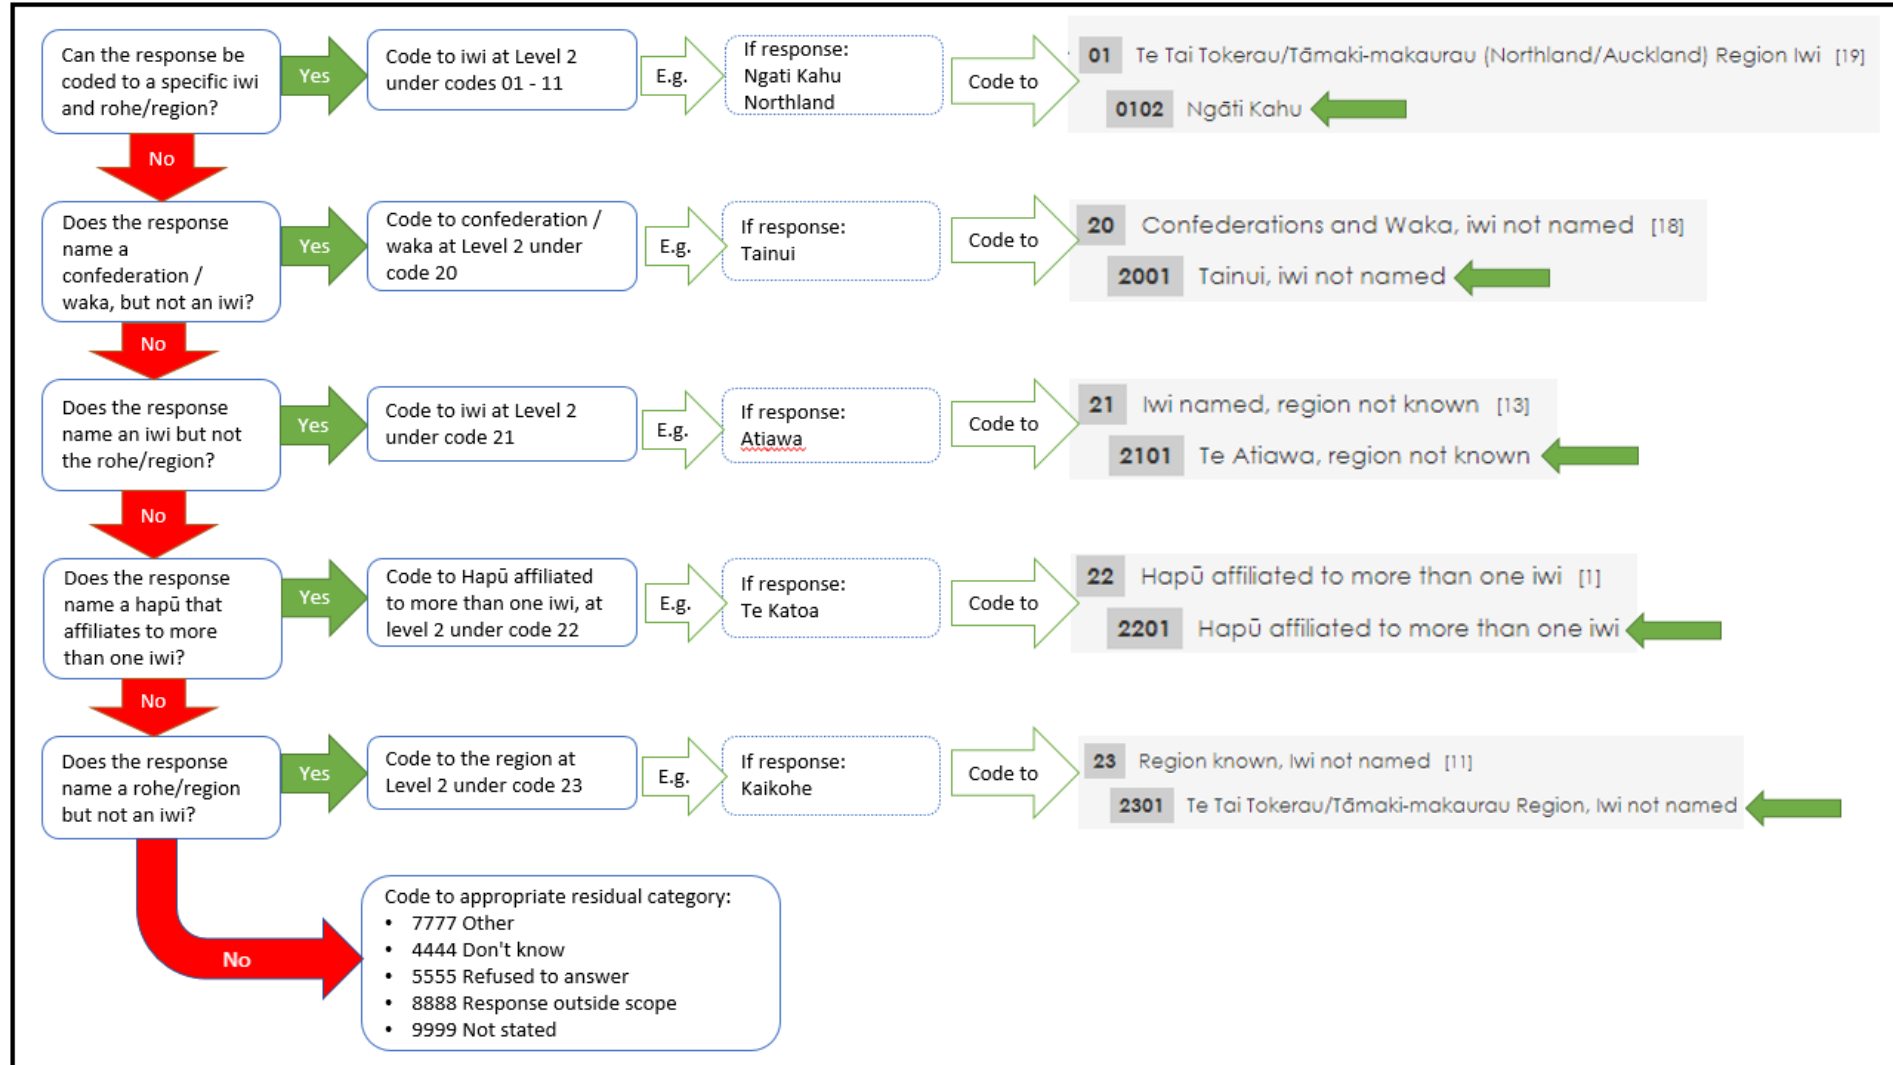 Can the response be
coded to a specific iwi
and rohe/region?
Yes
Code to iwi at Level 2
under codes 01 - 11
E.g.
If response:
Ngati Kahu
Northland
Code to
01 Te Tai Tokerau/Tāmaki-makaurau (Northland/Auckland) Region Iwi [19]
0102 Ngāti Kahu
No
Does the response
name a
confederation /
waka, but not an iwi?
Yes
Code to confederation /
waka at Level 2 under
code 20
E.g.
If response:
Tainui
Code to
20 Confederations and Waka, iwi not named [18]
2001 Tainui, iwi not named
No
Does the response
name an iwi but not
the rohe/region?
Yes
Code to iwi at Level 2
under code 21
E.g.
If response:
Atiawa
Code to
21 Iwi named, region not known [13]
2101 Te Atiawa, region not known
No
Does the response
name a hapū that
affiliates to more
than one iwi?
Yes
Code to Hapū affiliated
to more than one iwi, at
level 2 under code 22
E.g.
If response:
Te Katoa
Code to
22 Hapū affiliated to more than one iwi [1]
2201 Hapū affiliated to more than one iwi
No
Does the response
name a rohe/region
but not an iwi?
Yes
Code to the region at
Level 2 under code 23
E.g.
If response:
Kaikohe
Code to
23 Region known, Iwi not named [11]
2301 Te Tai Tokerau/Tāmaki-makaurau Region, Iwi not named
No
Code to appropriate residual category:
• 7777 Other
• 4444 Don't know
• 5555 Refused to answer
• 8888 Response outside scope
• 9999 Not stated